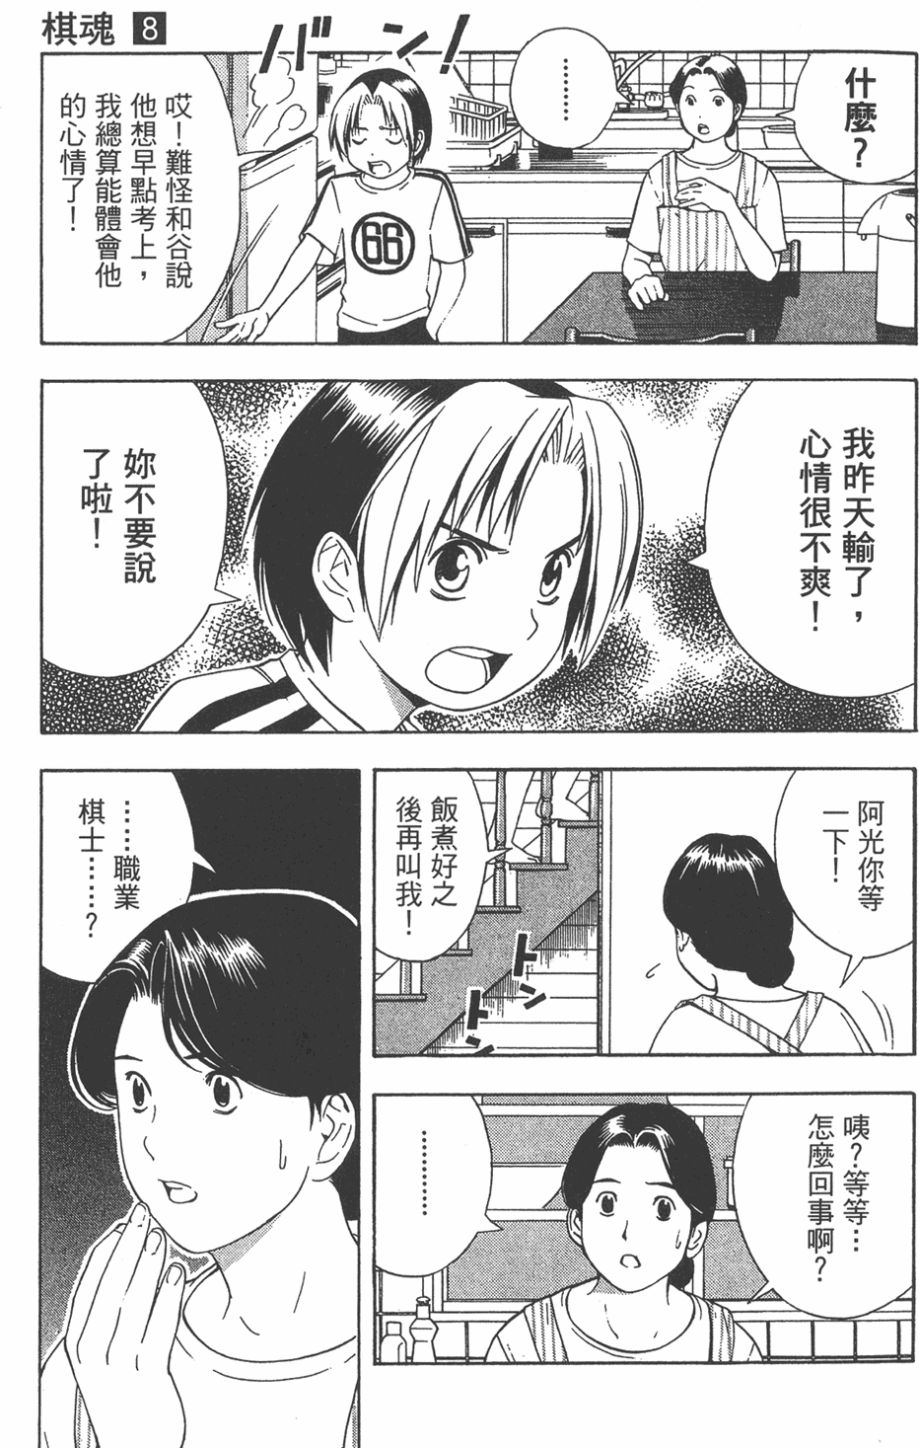 棋魂 8
什麼？
………
バン！
哎！難怪和谷說
他想早點考上，
我總算能體會他
的心情了！
我昨天輸了，
心情很不爽！
妳不要說
了啦！
阿光你等
一下！
飯煮好之
後再叫我！
トン
トン
咦？等等…
怎麼回事啊？
………
……職業
棋士……？